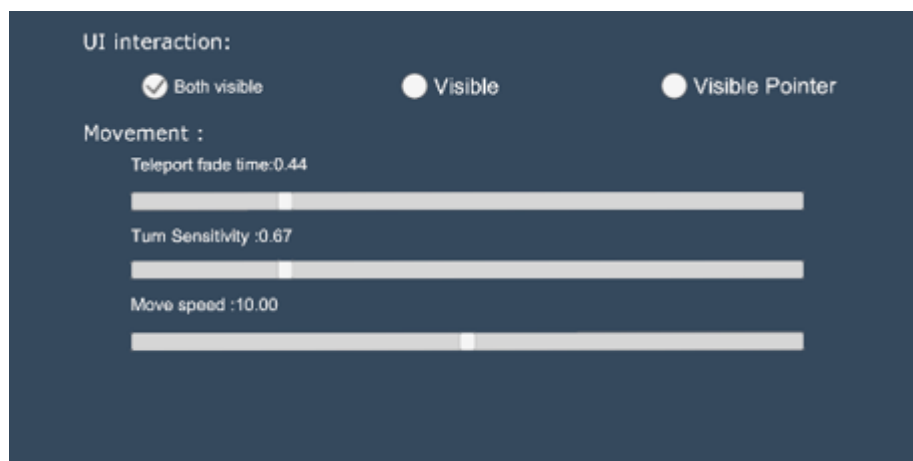 UI interaction:
Both visible Visible Visible Pointer
Movement :
Teleport fade time:0.44
Turn Sensitivity :0.67
Move speed :10.00